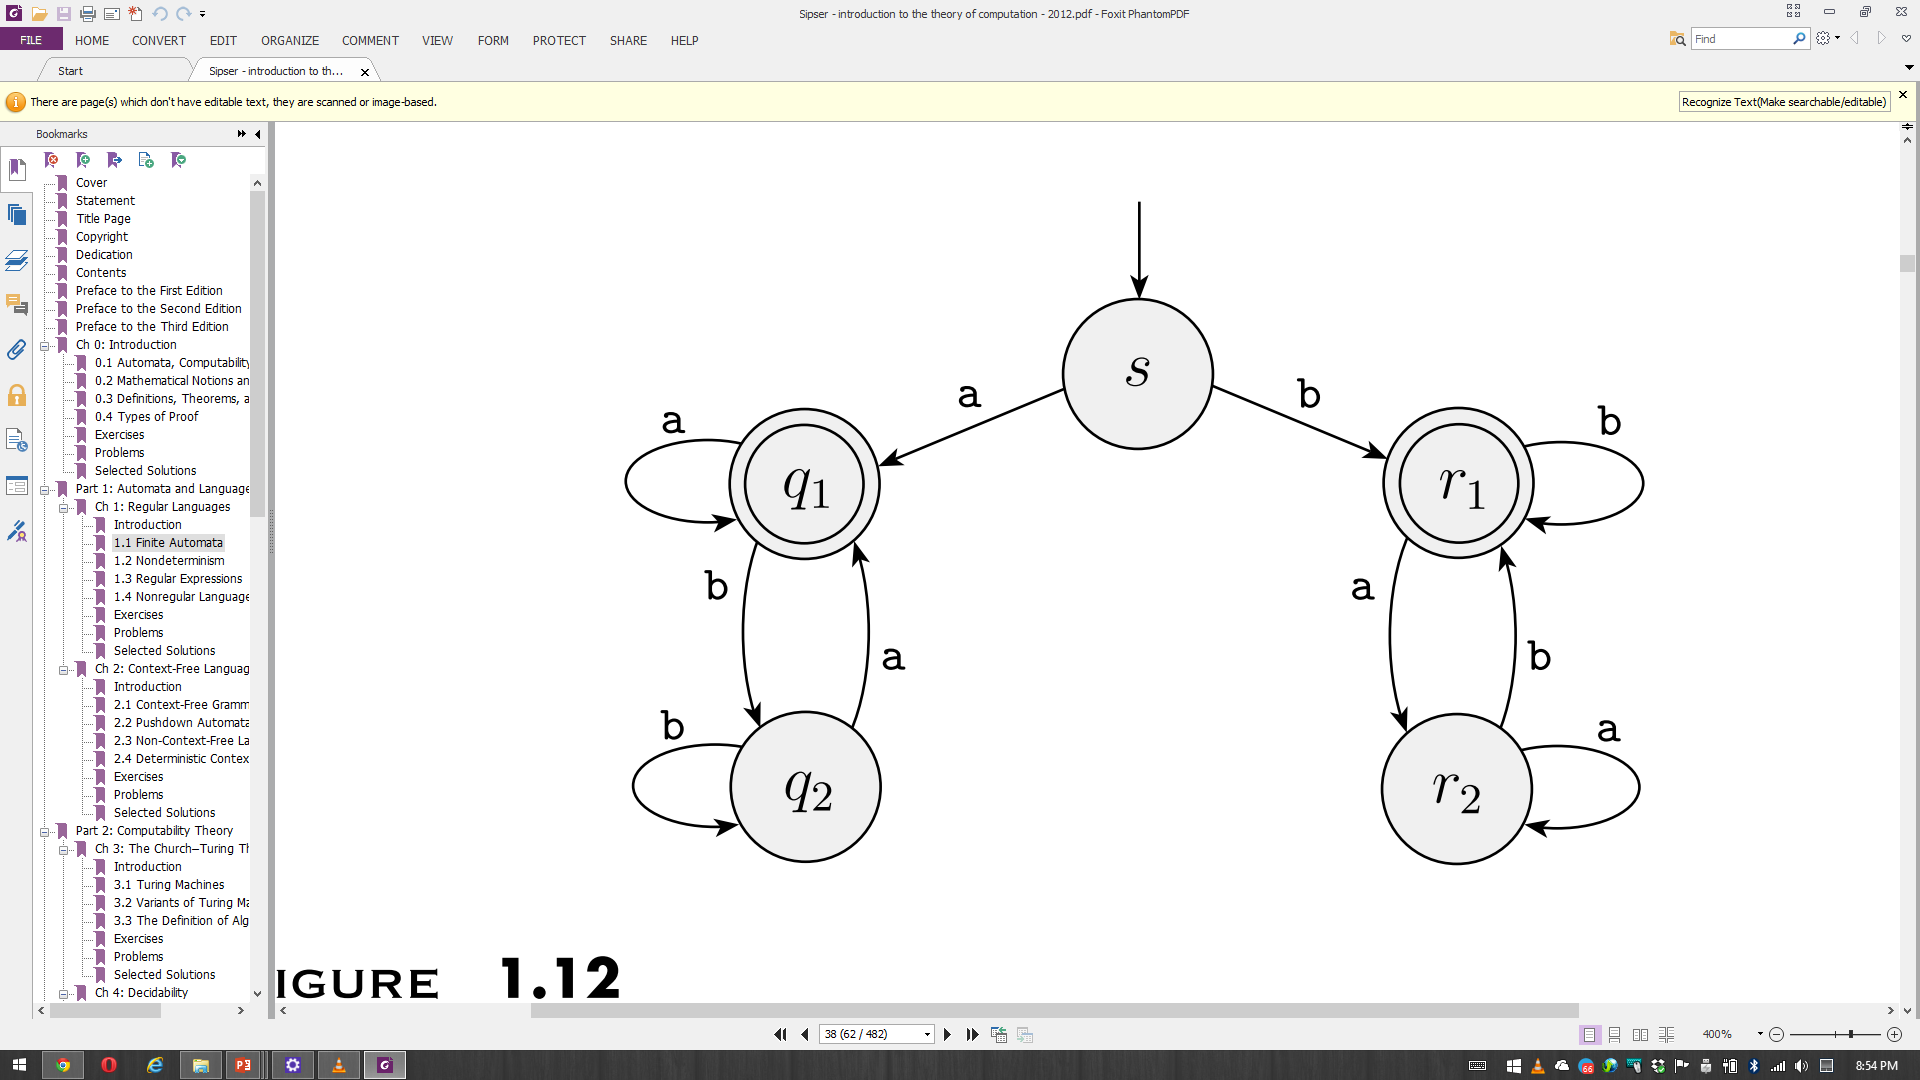 Sipser - introduction to the theory of computation - 2012.pdf - Foxit PhantomPDF
FILE HOME CONVERT EDIT ORGANIZE COMMENT VIEW FORM PROTECT SHARE HELP
Find
Start
Sipser - introduction to th...
There are page(s) which don't have editable text, they are scanned or image-based.
Recognize Text(Make searchable/editable)
Bookmarks
Cover
Statement
Title Page
Copyright
Dedication
Contents
Preface to the First Edition
Preface to the Second Edition
Preface to the Third Edition
Ch 0: Introduction
0.1 Automata, Computability
0.2 Mathematical Notions an
0.3 Definitions, Theorems, a
0.4 Types of Proof
Exercises
Problems
Selected Solutions
Part 1: Automata and Language
Ch 1: Regular Languages
Introduction
1.1 Finite Automata
1.2 Nondeterminism
1.3 Regular Expressions
1.4 Nonregular Language
Exercises
Problems
Selected Solutions
Ch 2: Context-Free Languag
Introduction
2.1 Context-Free Gramm
2.2 Pushdown Automata
2.3 Non-Context-Free La
2.4 Deterministic Contex
Exercises
Problems
Selected Solutions
Part 2: Computability Theory
Ch 3: The Church–Turing Th
Introduction
3.1 Turing Machines
3.2 Variants of Turing Ma
3.3 The Definition of Alg
Exercises
Problems
Selected Solutions
Ch 4: Decidability
s
a b
a q1 r1 b
b a a b
b q2 r2 a
IGURE 1.12
38 (62 / 482)
400%
P3
66
8:54 PM